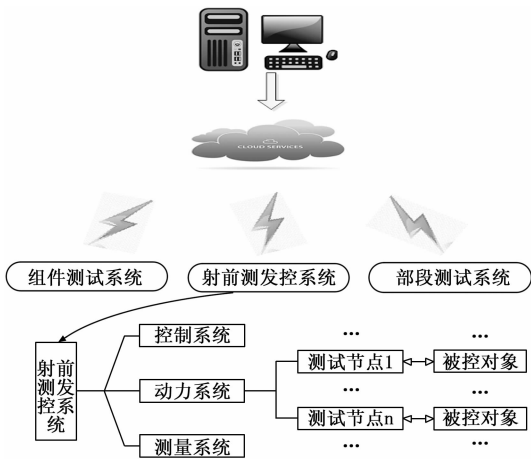 CLOUD SERVICES
组件测试系统
射前测发控系统
部段测试系统
射前
测发
控系
统
控制系统
动力系统
测量系统
...
...
测试节点1
被控对象
...
...
测试节点n
被控对象
...
...